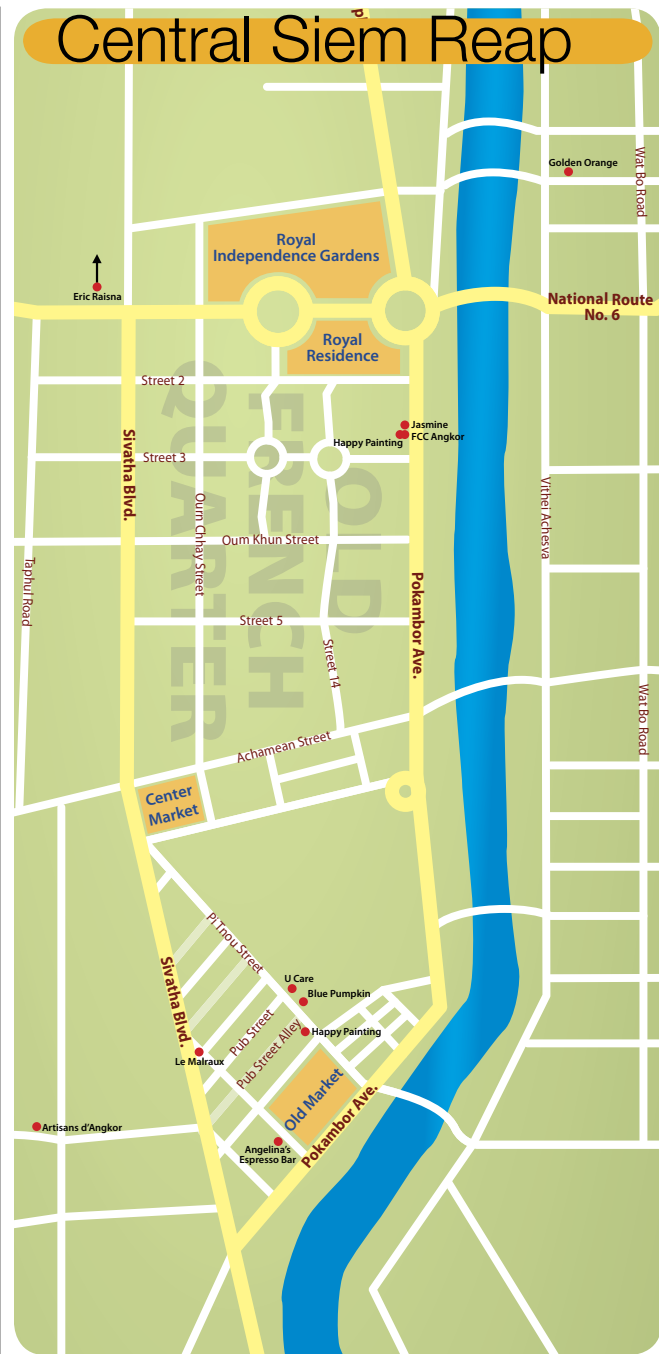 Central Siem Reap
Golden Orange
Wat Bo Road
Royal
Independence Gardens
Eric Raisna
National Route
No. 6
Royal
Residence
Street 2
Jasmine
FCC Angkor
Happy Painting
Sivatha Blvd.
Street 3
Vithei Achesva
Oum Chhay Street
OLD
FRENCH
QUARTER
Oum Khun Street
Taphul Road
Pokambor Ave.
Street 5
Street 14
Wat Bo Road
Achamean Street
Center
Market
Pi Tnou Street
Sivatha Blvd.
U Care
Blue Pumpkin
Pub Street
Happy Painting
Pub Street Alley
Le Malraux
Old Market
Pokambor Ave.
Artisans d'Angkor
Angelina's
Espresso Bar